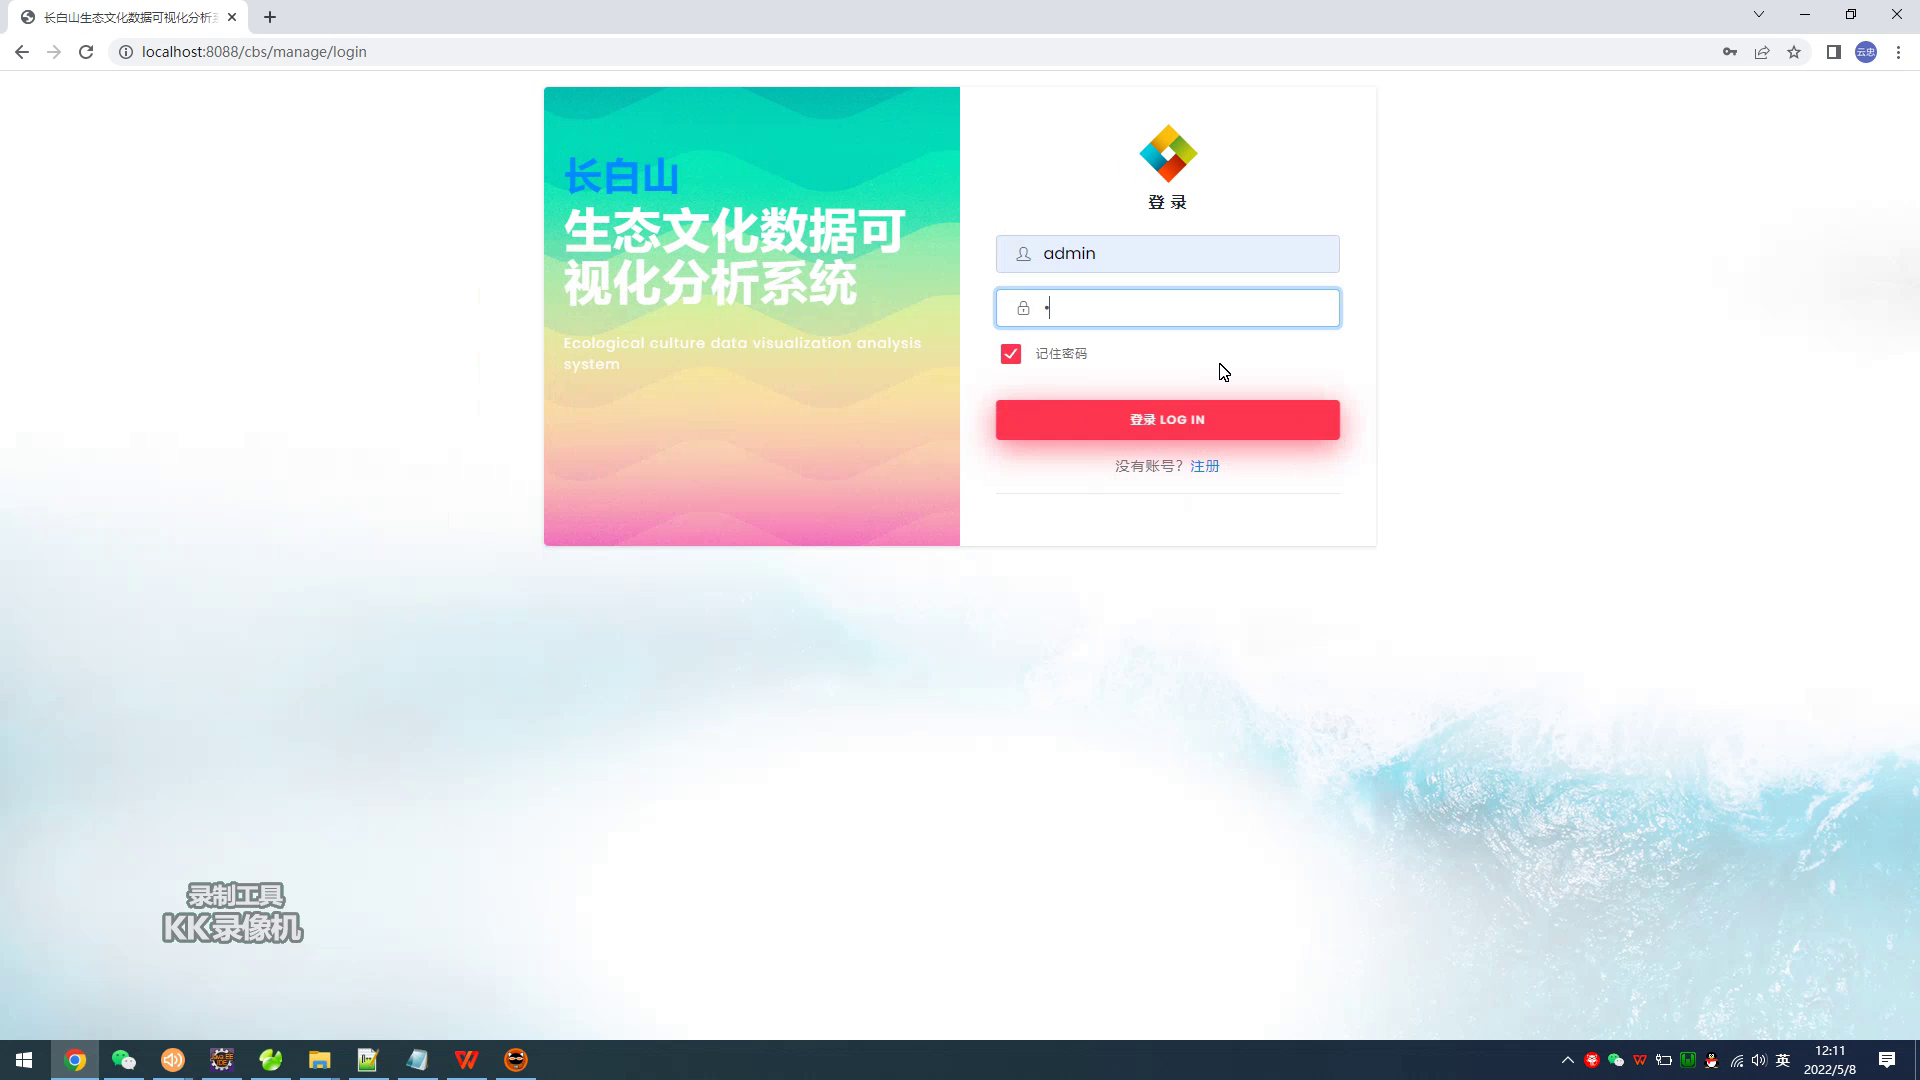 长白山生态文化数据可视化分析
localhost:8088/cbs/manage/login
云忠
长白山
生态文化数据可
视化分析系统
Ecological culture data visualization analysis
system
登 录
admin
记住密码
登录 LOG IN
没有账号? 注册
录制工具
KK录像机
英
12:11
2022/5/8